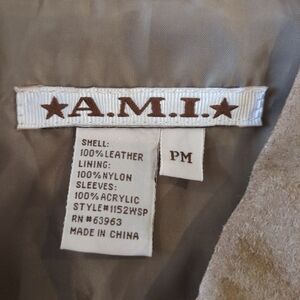 ★A.M.I.★
SHELL:
100% LEATHER
LINING:
100% NYLON
SLEEVES:
100% ACRYLIC
STYLE#1152WSP
RN #63963
MADE IN CHINA
PM